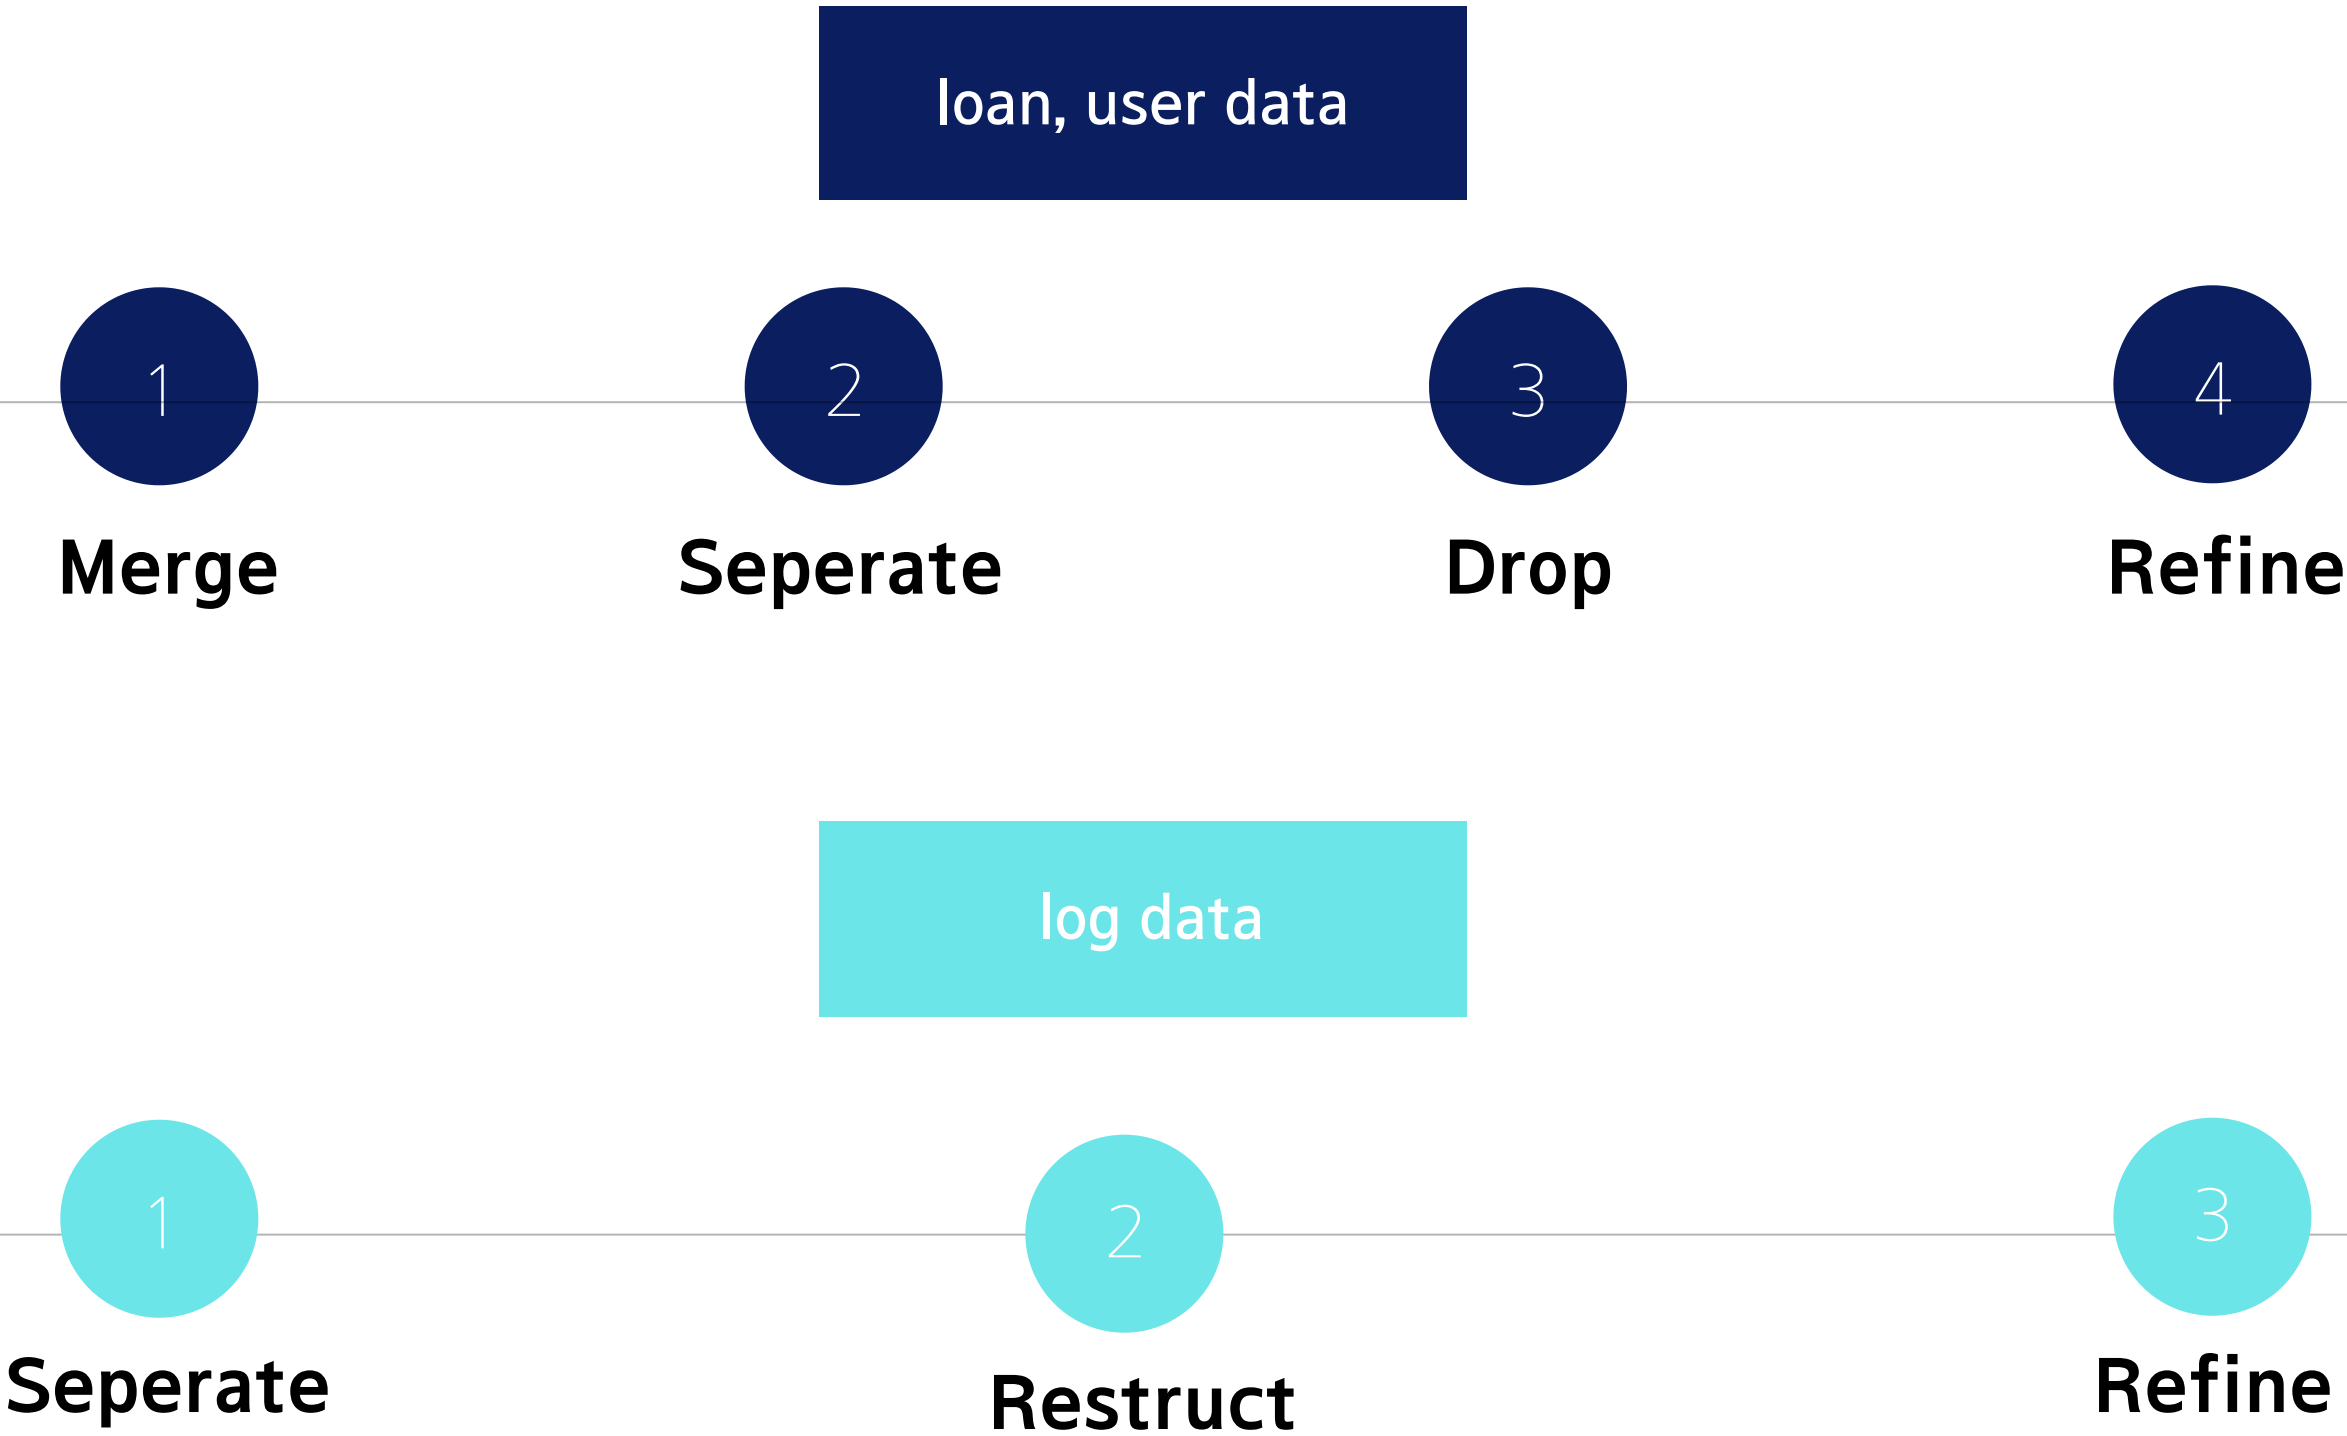 loan, user data
1
2
3
4
Merge
Seperate
Drop
Refine
log data
1
2
3
Seperate
Restruct
Refine